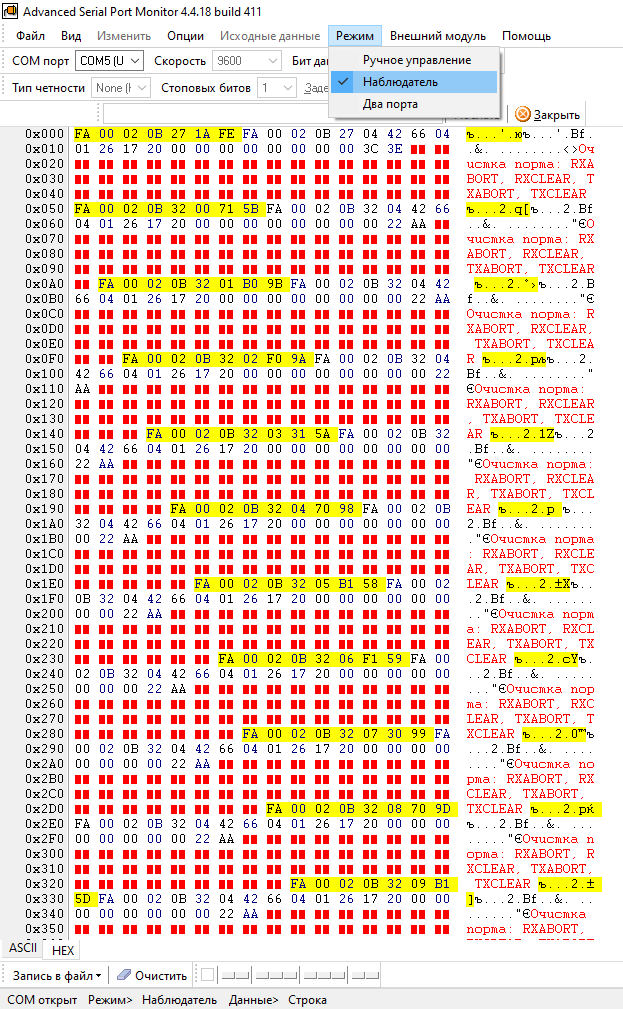 Advanced Serial Port Monitor 4.4.18 build 411
Файл Вид Изменить Опции Исходные данные Режим Внешний модуль Помощь
COM порт COM5 (U Скорость 9600 Бит да
Ручное управление
Тип четности None (I Стоповых битов 1 Заде
Наблюдатель
Два порта
Закрыть
0x000 FA 00 02 0B 27 1A FE FA 00 02 0B 27 04 42 66 04 ъ...'.юъ...'.Bf.
0x010 01 26 17 20 00 00 00 00 00 00 00 00 3C 3E .&. ........<>Оч
0x020 истка порта: RXA
0x030 BORT, RXCLEAR, T
0x040 XABORT, TXCLEAR
0x050 FA 00 02 0B 32 00 71 5B FA 00 02 0B 32 04 42 66 ъ...2.q[ъ...2.Bf
0x060 04 01 26 17 20 00 00 00 00 00 00 00 00 22 AA ..&. ........"ЄО
0x070 чистка порта: RX
0x080 ABORT, RXCLEAR,
0x090 TXABORT, TXCLEAR
0x0A0 FA 00 02 0B 32 01 B0 9B FA 00 02 0B 32 04 42 ъ...2.°›ъ...2.B
0x0B0 66 04 01 26 17 20 00 00 00 00 00 00 00 00 22 AA f..&. ........"Є
0x0C0 Очистка порта: R
0x0D0 XABORT, RXCLEAR,
0x0E0 TXABORT, TXCLEA
0x0F0 FA 00 02 0B 32 02 F0 9A FA 00 02 0B 32 04 R ъ...2.рљъ...2.
0x100 42 66 04 01 26 17 20 00 00 00 00 00 00 00 00 22 Bf..&. ........"
0x110 AA ЄОчистка порта:
0x120 RXABORT, RXCLEAR
0x130 , TXABORT, TXCLE
0x140 FA 00 02 0B 32 03 31 5A FA 00 02 0B 32 AR ъ...2.1Zъ...2
0x150 04 42 66 04 01 26 17 20 00 00 00 00 00 00 00 00 .Bf..&. ........
0x160 22 AA "ЄОчистка порта:
0x170 RXABORT, RXCLEA
0x180 R, TXABORT, TXCL
0x190 FA 00 02 0B 32 04 70 98 FA 00 02 0B EAR ъ...2.p ъ...
0x1A0 32 04 42 66 04 01 26 17 20 00 00 00 00 00 00 00 2.Bf..&. .......
0x1B0 00 22 AA ."ЄОчистка порта
0x1C0 : RXABORT, RXCLE
0x1D0 AR, TXABORT, TXC
0x1E0 FA 00 02 0B 32 05 B1 58 FA 00 02 LEAR ъ...2.±Xъ..
0x1F0 0B 32 04 42 66 04 01 26 17 20 00 00 00 00 00 00 .2.Bf..&. ......
0x200 00 00 22 AA .."ЄОчистка порт
0x210 а: RXABORT, RXCL
0x220 EAR, TXABORT, TX
0x230 FA 00 02 0B 32 06 F1 59 FA 00 CLEAR ъ...2.сYъ.
0x240 02 0B 32 04 42 66 04 01 26 17 20 00 00 00 00 00 ..2.Bf..&. .....
0x250 00 00 00 22 AA ..."ЄОчистка пор
0x260 та: RXABORT, RXC
0x270 LEAR, TXABORT, T
0x280 FA 00 02 0B 32 07 30 99 FA XCLEAR ъ...2.0™ъ
0x290 00 02 0B 32 04 42 66 04 01 26 17 20 00 00 00 00 ...2.Bf..&. ....
0x2A0 00 00 00 00 22 AA ...."ЄОчистка по
0x2B0 рта: RXABORT, RX
0x2C0 CLEAR, TXABORT,
0x2D0 FA 00 02 0B 32 08 70 9D TXCLEAR ъ...2.pќ
0x2E0 FA 00 02 0B 32 04 42 66 04 01 26 17 20 00 00 00 ъ...2.Bf..&. ...
0x2F0 00 00 00 00 00 22 AA ....."ЄОчистка п
0x300 орта: RXABORT, R
0x310 XCLEAR, TXABORT,
0x320 FA 00 02 0B 32 09 B1 TXCLEAR ъ...2.±
0x330 5D FA 00 02 0B 32 04 42 66 04 01 26 17 20 00 00 ]ъ...2.Bf..&. ..
0x340 00 00 00 00 00 00 22 AA ......"ЄОчистка
0x350 порта: RXABORT,
ASCII HEX
Запись в файл Очистить
COM открыт Режим> Наблюдатель Данные> Строка